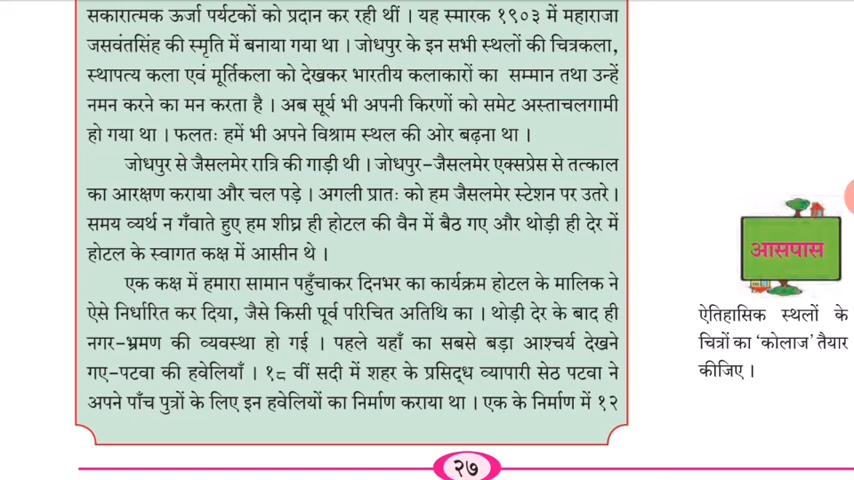 सकारात्मक ऊर्जा पर्यटकों को प्रदान कर रही थीं । यह स्मारक १९०३ में महाराजा
जसवंतसिंह की स्मृति में बनाया गया था । जोधपुर के इन सभी स्थलों की चित्रकला,
स्थापत्य कला एवं मूर्तिकला को देखकर भारतीय कलाकारों का सम्मान तथा उन्हें
नमन करने का मन करता है । अब सूर्य भी अपनी किरणों को समेट अस्ताचलगामी
हो गया था । फलतः हमें भी अपने विश्राम स्थल की ओर बढ़ना था ।
जोधपुर से जैसलमेर रात्रि की गाड़ी थी । जोधपुर-जैसलमेर एक्सप्रेस से तत्काल
का आरक्षण कराया और चल पड़े । अगली प्रातः को हम जैसलमेर स्टेशन पर उतरे ।
समय व्यर्थ न गँवाते हुए हम शीघ्र ही होटल की वैन में बैठ गए और थोड़ी ही देर में
होटल के स्वागत कक्ष में आसीन थे ।
एक कक्ष में हमारा सामान पहुँचाकर दिनभर का कार्यक्रम होटल के मालिक ने
ऐसे निर्धारित कर दिया, जैसे किसी पूर्व परिचित अतिथि का । थोड़ी देर के बाद ही
नगर-भ्रमण की व्यवस्था हो गई । पहले यहाँ का सबसे बड़ा आश्चर्य देखने
गए-पटवा की हवेलियाँ । १८ वीं सदी में शहर के प्रसिद्ध व्यापारी सेठ पटवा ने
अपने पाँच पुत्रों के लिए इन हवेलियों का निर्माण कराया था । एक के निर्माण में १२
आसपास
ऐतिहासिक स्थलों के
चित्रों का ‘कोलाज’ तैयार
कीजिए ।
२७